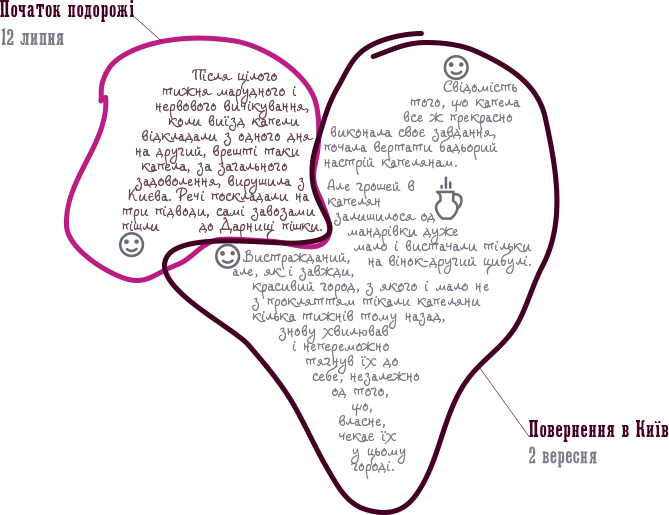 Початок подорожі
12 липня
Після цілого
тижня марудного і
нервового вичікування,
коли виїзд капели
відкладали з одного дня
на другий, врешті таки
капела, за загального
задоволення, вирушила з
Києва. Речі поскладали на
три підводи, самі завозами
пішли до Дарниці пішки.
Свідомість
того, що капела
все ж прекрасно
виконала своє завдання,
почала вертати бадьорий
настрій капелянам.
Але грошей в
капелян
залишилося од
мандрівки дуже
мало і вистачали тільки
на вінок-другий цибулі.
Вистражданий,
але, як і завжди,
красивий город, з якого і мало не
з прокляттям тікали капеляни
кілька тижнів тому назад,
знову хвилював
і непереможно
тягнув їх до
себе, незалежно
од того,
що,
власне,
чекає їх
у цьому
городі.
Повернення в Київ
2 вересня